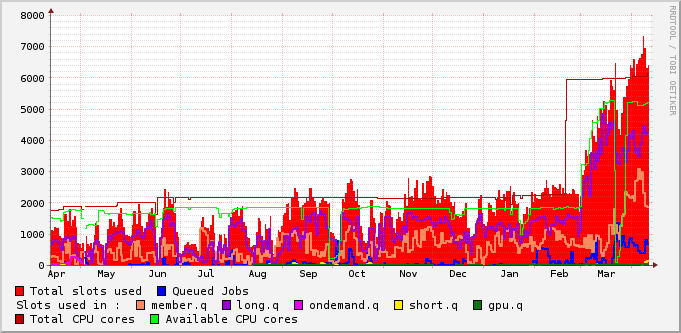 8000
7000
6000
5000
4000
3000
2000
1000
0
Apr May Jun Jul Aug Sep Oct Nov Dec Jan Feb Mar
RRDTOOL / TOBI OETIKER
Total slots used Queued Jobs
Slots used in : member.q long.q ondemand.q short.q gpu.q
Total CPU cores Available CPU cores